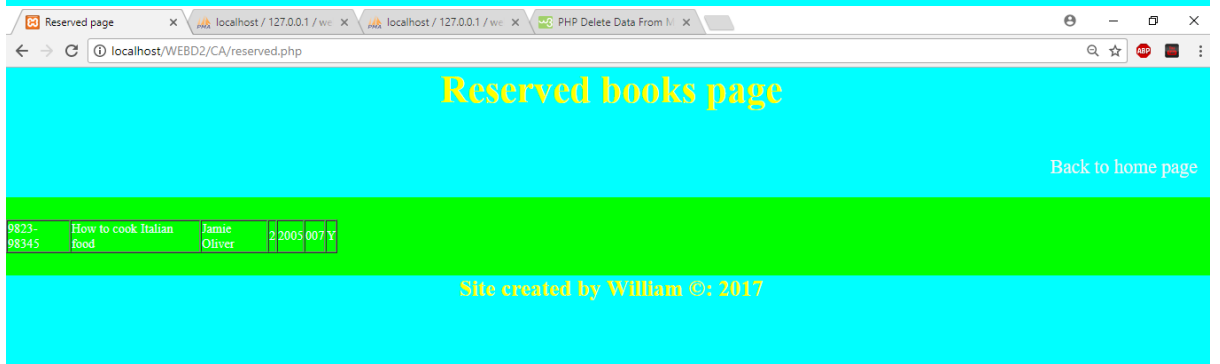 Reserved page
localhost / 127.0.0.1 / we
localhost / 127.0.0.1 / we
PHP Delete Data From M
localhost/WEBD2/CA/reserved.php
ABP
Reserved books page
Back to home page
9823-98345 How to cook Italian food Jamie Oliver 2 2005 007 Y
Site created by William ©: 2017